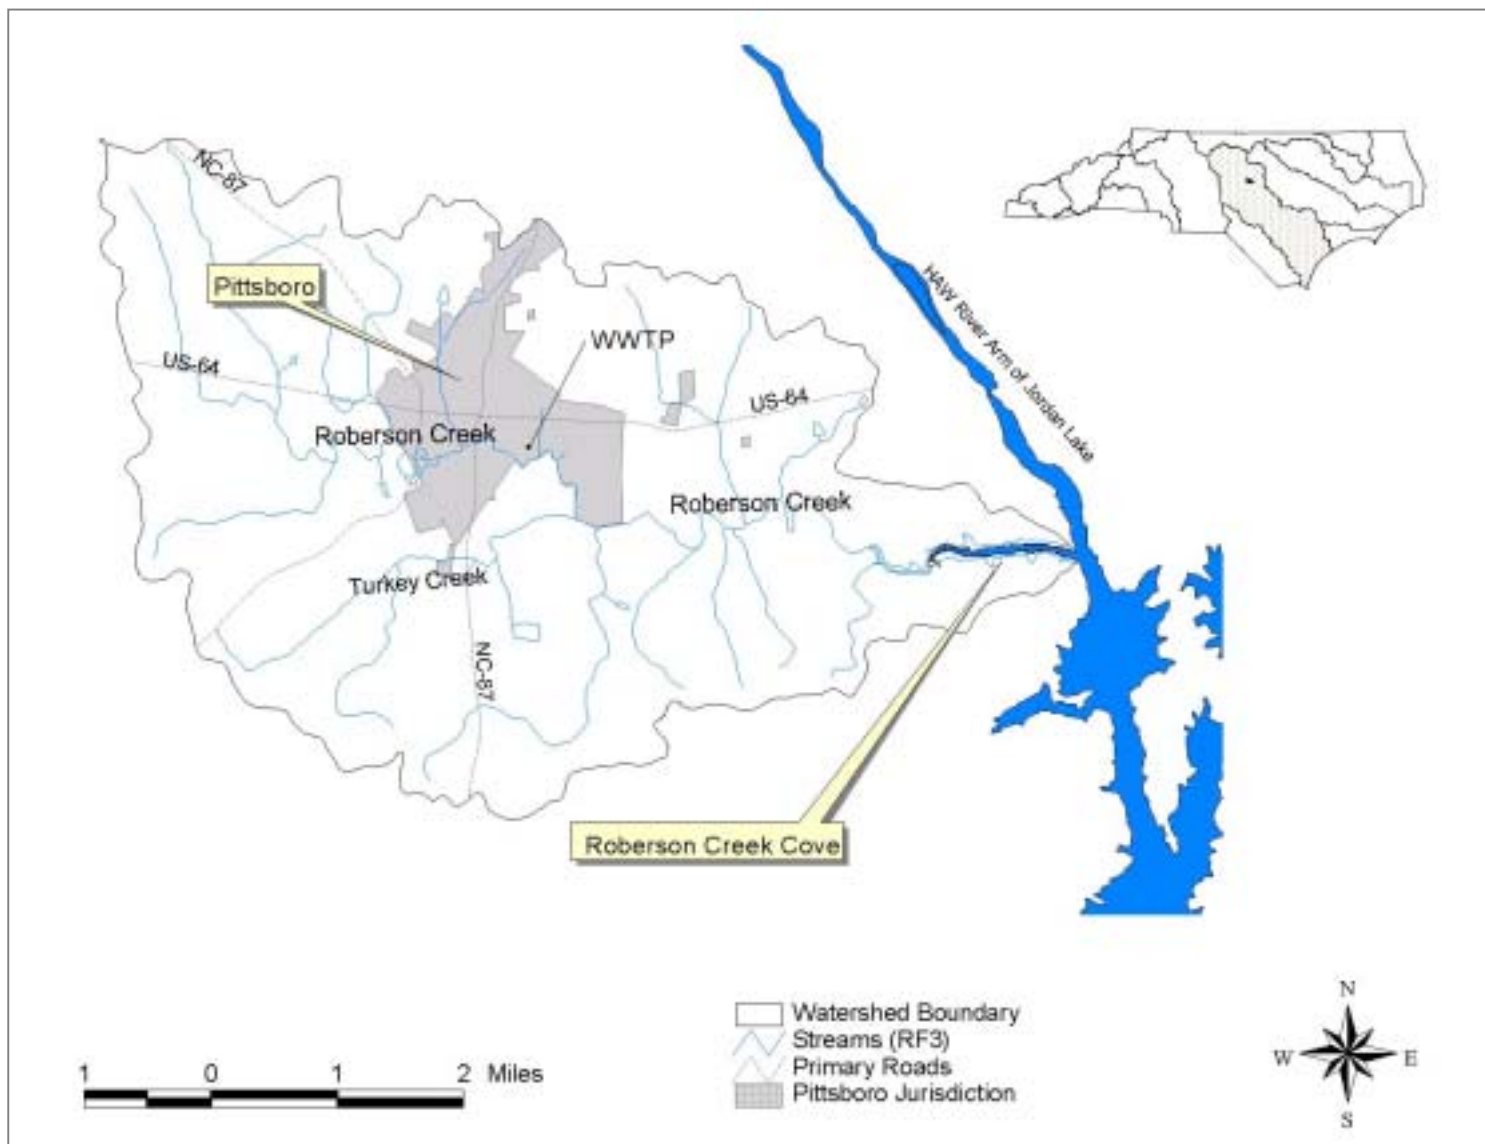 NC-87
Pittsboro
WWTP
US-64
US-64
Roberson Creek
Roberson Creek
Turkey Creek
NC-87
HAW River Arm of Jordan Lake
Roberson Creek Cove
Watershed Boundary
Streams (RF3)
Primary Roads
Pittsboro Jurisdiction
1 0 1 2 Miles
N
W E
S